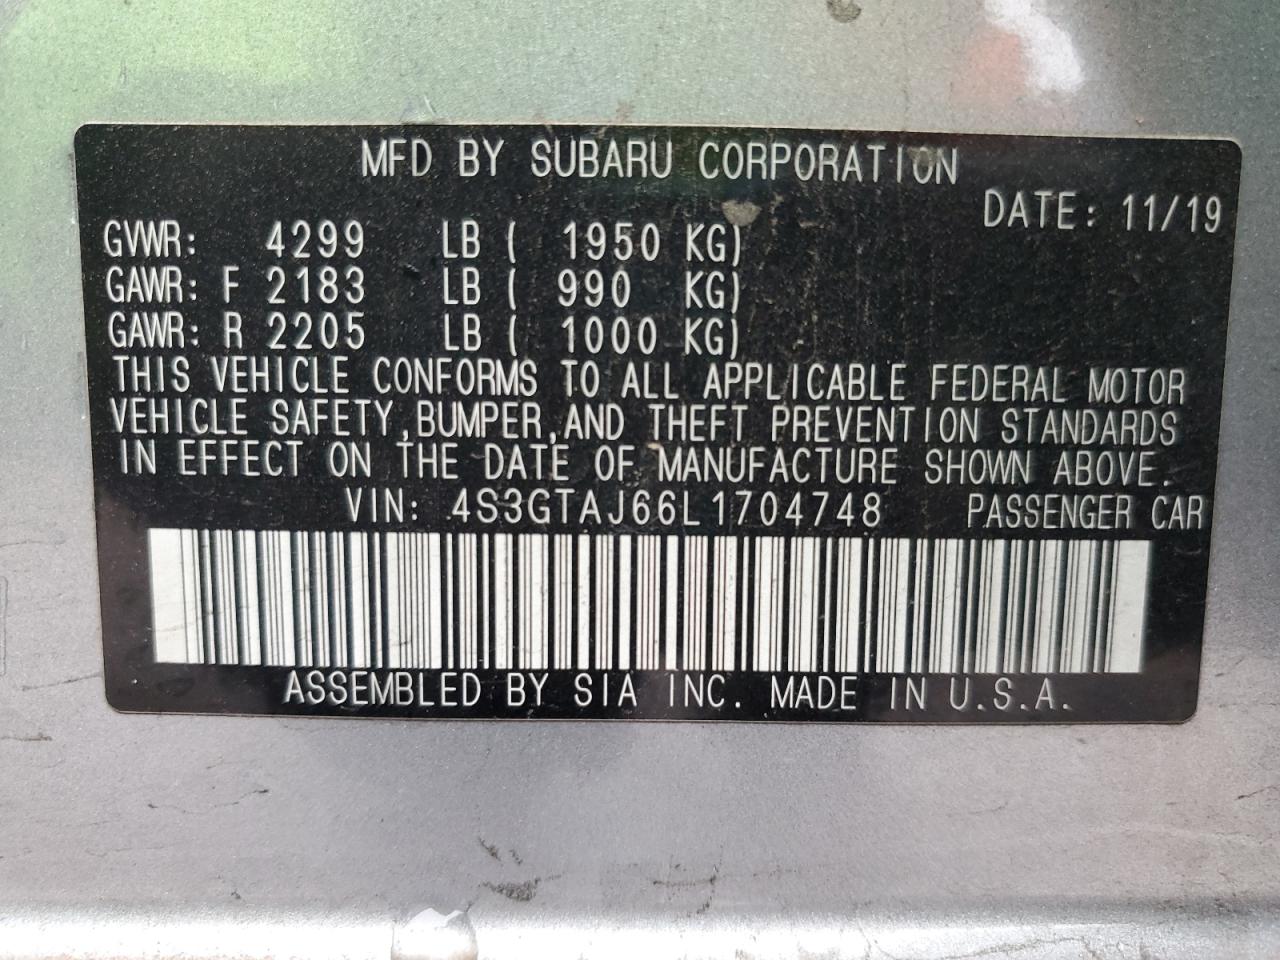 MFD BY SUBARU CORPORATION
DATE: 11/19
GVWR: 4299 LB ( 1950 KG)
GAWR: F 2183 LB ( 990 KG)
GAWR: R 2205 LB ( 1000 KG)
THIS VEHICLE CONFORMS TO ALL APPLICABLE FEDERAL MOTOR
VEHICLE SAFETY,BUMPER,AND THEFT PREVENTION STANDARDS
IN EFFECT ON THE DATE OF MANUFACTURE SHOWN ABOVE.
VIN: 4S3GTAJ66L1704748 PASSENGER CAR
ASSEMBLED BY SIA INC. MADE IN U.S.A.